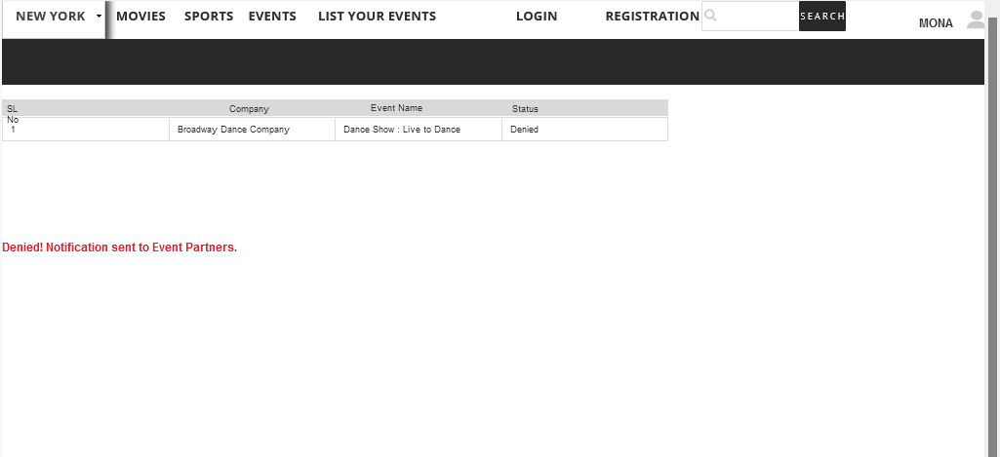 NEW YORK MOVIES SPORTS EVENTS LIST YOUR EVENTS LOGIN REGISTRATION SEARCH MONA
SL No Company Event Name Status
1 Broadway Dance Company Dance Show : Live to Dance Denied
Denied! Notification sent to Event Partners.